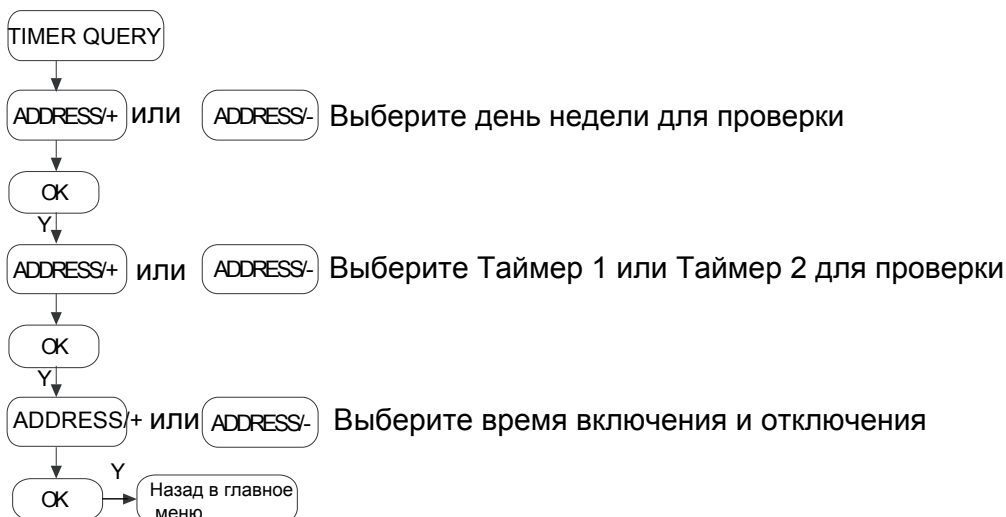 TIMER QUERY
ADDRESS/+ или ADDRESS/- Выберите день недели для проверки
OK
Y
ADDRESS/+ или ADDRESS/- Выберите Таймер 1 или Таймер 2 для проверки
OK
Y
ADDRESS/+ или ADDRESS/- Выберите время включения и отключения
Y
OK Назад в главное
меню